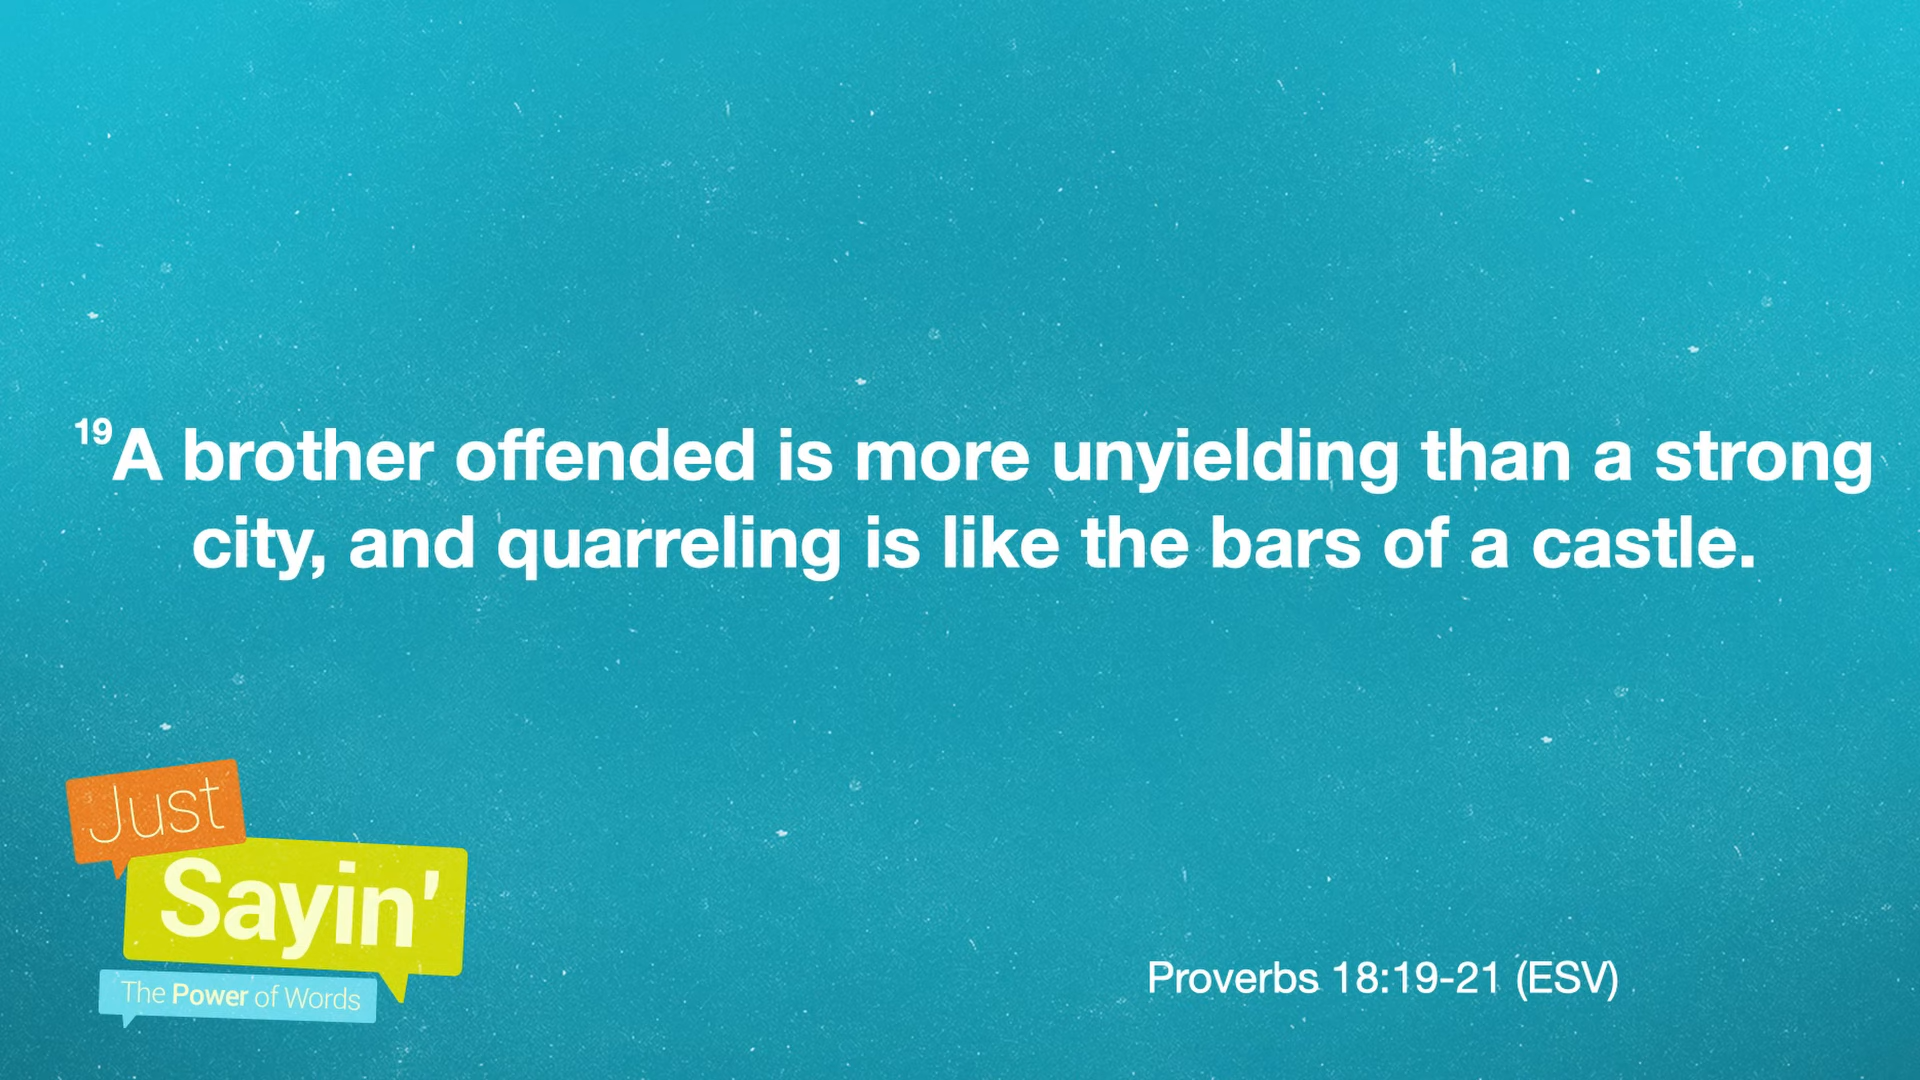 ¹⁹A brother offended is more unyielding than a strong
city, and quarreling is like the bars of a castle.
Just
Sayin'
The Power of Words
Proverbs 18:19-21 (ESV)